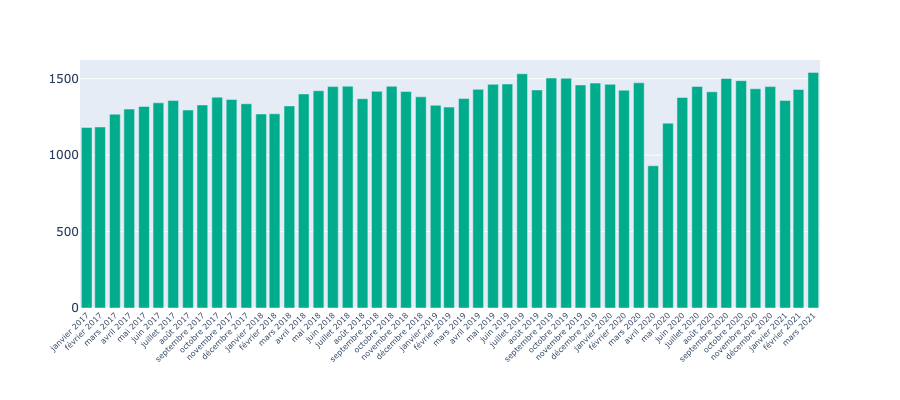 1500
1000
500
0
janvier 2017
février 2017
mars 2017
avril 2017
mai 2017
juin 2017
juillet 2017
août 2017
septembre 2017
octobre 2017
novembre 2017
décembre 2017
janvier 2018
février 2018
mars 2018
avril 2018
mai 2018
juin 2018
juillet 2018
août 2018
septembre 2018
octobre 2018
novembre 2018
décembre 2018
janvier 2019
février 2019
mars 2019
avril 2019
mai 2019
juin 2019
juillet 2019
août 2019
septembre 2019
octobre 2019
novembre 2019
décembre 2019
janvier 2020
février 2020
mars 2020
avril 2020
mai 2020
juin 2020
juillet 2020
août 2020
septembre 2020
octobre 2020
novembre 2020
décembre 2020
janvier 2021
février 2021
mars 2021